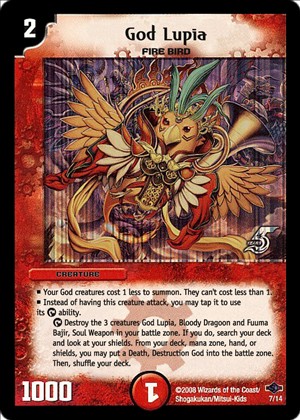 2
God Lupia
FIRE BIRD
CREATURE
■ Your God creatures cost 1 less to summon. They can't cost less than 1.
■ Instead of having this creature attack, you may tap it to use
its ability.
Destroy the 3 creatures God Lupia, Bloody Dragoon and Fuuma
Bajir, Soul Weapon in your battle zone. If you do, search your deck
and look at your shields. From your deck, mana zone, hand, or
shields, you may put a Death, Destruction God into the battle zone.
Then, shuffle your deck.
1000
1
©2008 Wizards of the Coast/
Shogakukan/Mitsui-Kids
7/14